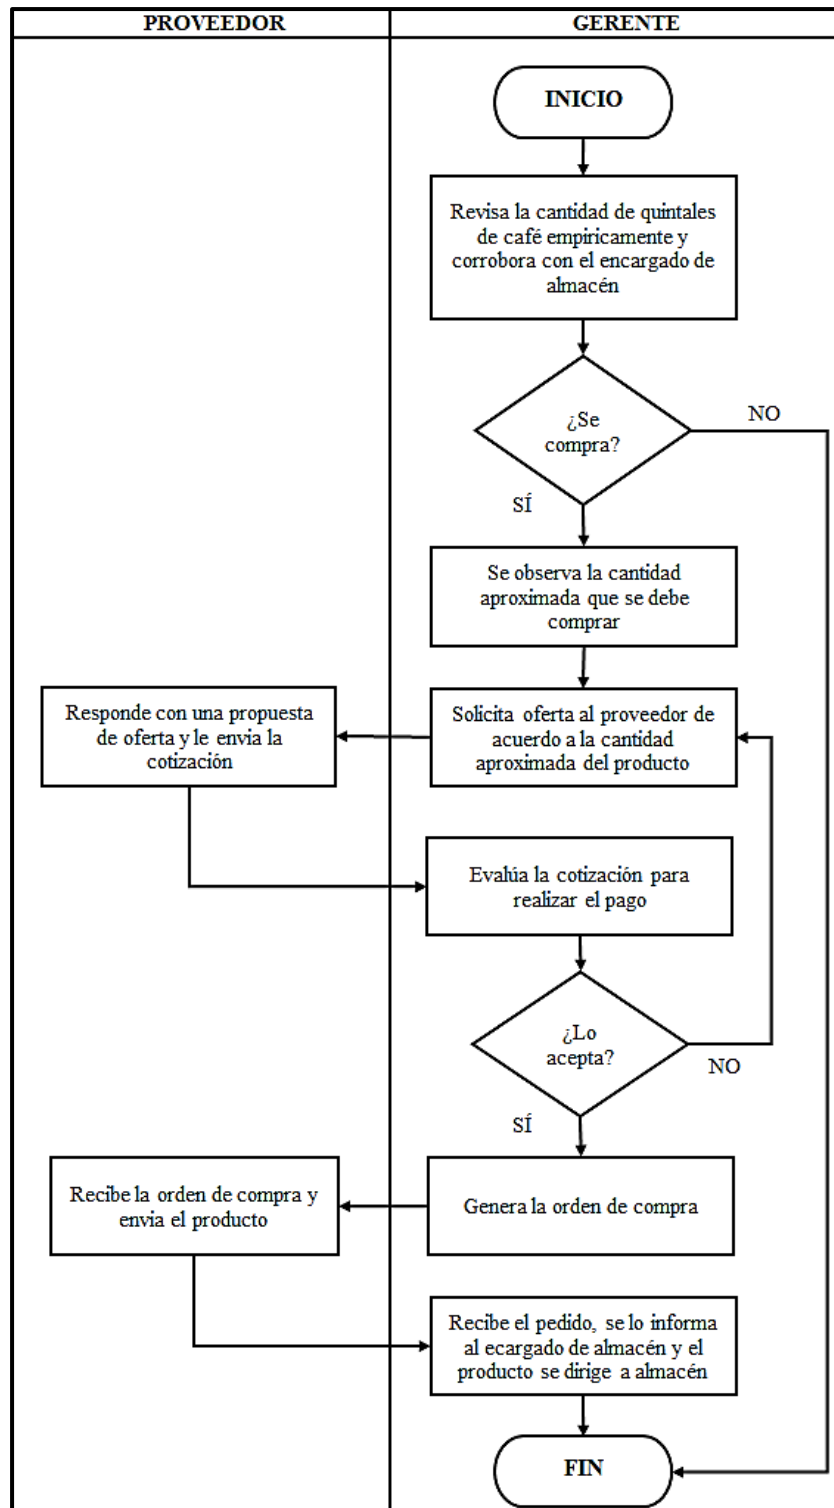 PROVEEDOR
GERENTE
INICIO
Revisa la cantidad de quintales
de café empiricamente y
corrobora con el encargado de
almacén
¿Se
compra?
NO
SÍ
Se observa la cantidad
aproximada que se debe
comprar
Responde con una propuesta
de oferta y le envia la
cotización
Solicita oferta al proveedor de
acuerdo a la cantidad
aproximada del producto
Evalúa la cotización para
realizar el pago
¿Lo
acepta?
NO
SÍ
Recibe la orden de compra y
envia el producto
Genera la orden de compra
Recibe el pedido, se lo informa
al ecargado de almacén y el
producto se dirige a almacén
FIN